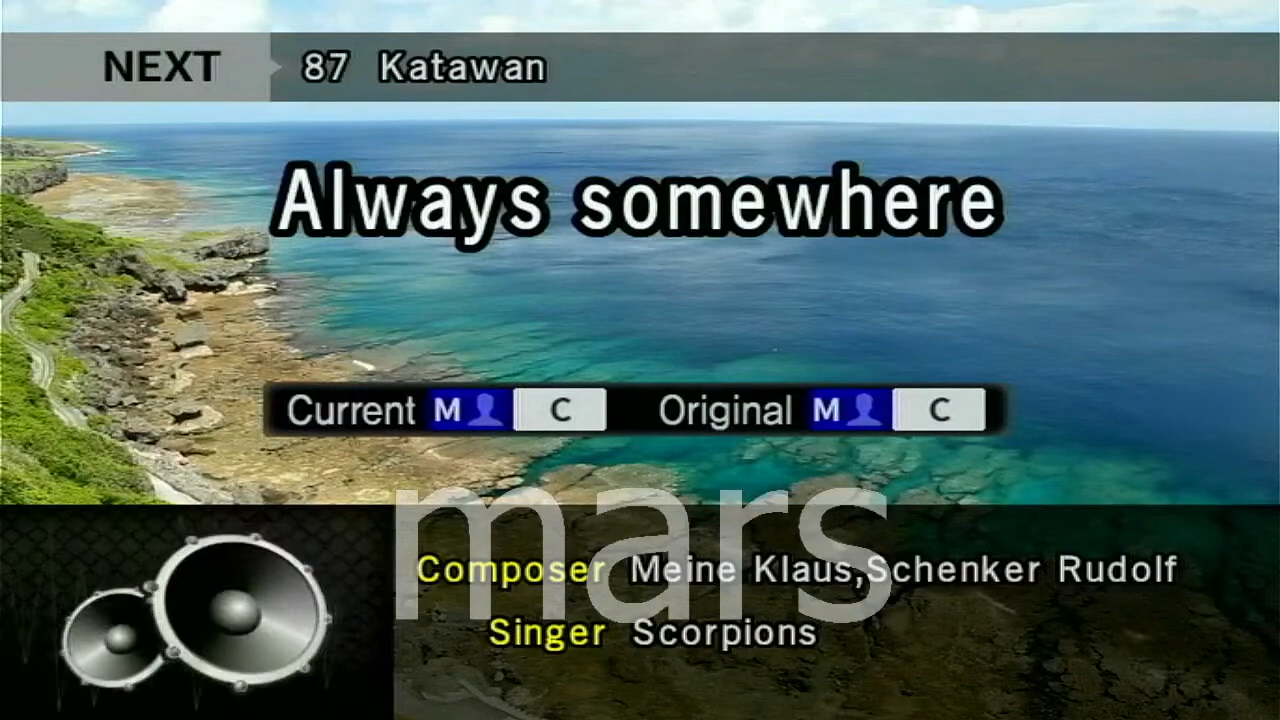 NEXT 87 Katawan
Always somewhere
Current M C Original M C
mars
Composer Meine Klaus,Schenker Rudolf
Singer Scorpions